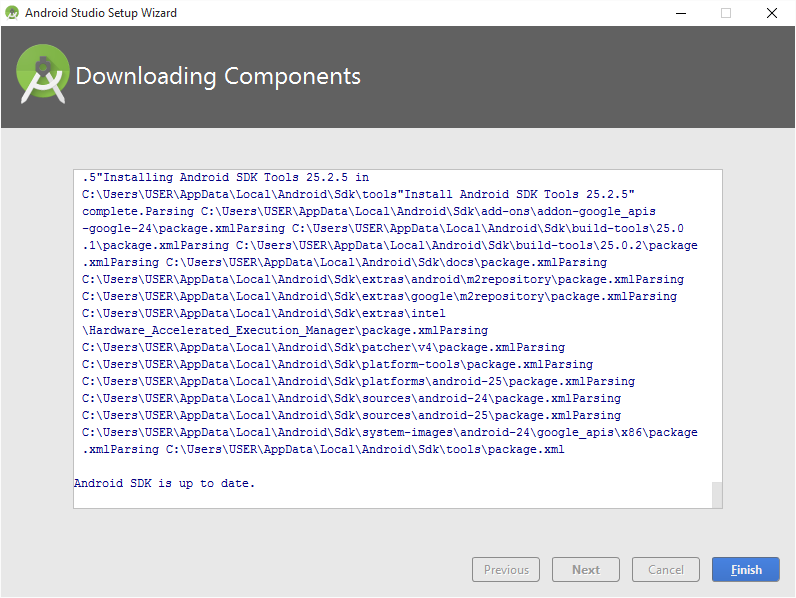 Android Studio Setup Wizard
Downloading Components
.5"Installing Android SDK Tools 25.2.5 in
C:\Users\USER\AppData\Local\Android\Sdk\tools"Install Android SDK Tools 25.2.5"
complete.Parsing C:\Users\USER\AppData\Local\Android\Sdk\add-ons\addon-google_apis
-google-24\package.xmlParsing C:\Users\USER\AppData\Local\Android\Sdk\build-tools\25.0
.1\package.xmlParsing C:\Users\USER\AppData\Local\Android\Sdk\build-tools\25.0.2\package
.xmlParsing C:\Users\USER\AppData\Local\Android\Sdk\docs\package.xmlParsing
C:\Users\USER\AppData\Local\Android\Sdk\extras\android\m2repository\package.xmlParsing
C:\Users\USER\AppData\Local\Android\Sdk\extras\google\m2repository\package.xmlParsing
C:\Users\USER\AppData\Local\Android\Sdk\extras\intel
\Hardware_Accelerated_Execution_Manager\package.xmlParsing
C:\Users\USER\AppData\Local\Android\Sdk\patcher\v4\package.xmlParsing
C:\Users\USER\AppData\Local\Android\Sdk\platform-tools\package.xmlParsing
C:\Users\USER\AppData\Local\Android\Sdk\platforms\android-25\package.xmlParsing
C:\Users\USER\AppData\Local\Android\Sdk\sources\android-24\package.xmlParsing
C:\Users\USER\AppData\Local\Android\Sdk\sources\android-25\package.xmlParsing
C:\Users\USER\AppData\Local\Android\Sdk\system-images\android-24\google_apis\x86\package
.xmlParsing C:\Users\USER\AppData\Local\Android\Sdk\tools\package.xml
Android SDK is up to date.
Previous Next Cancel Finish